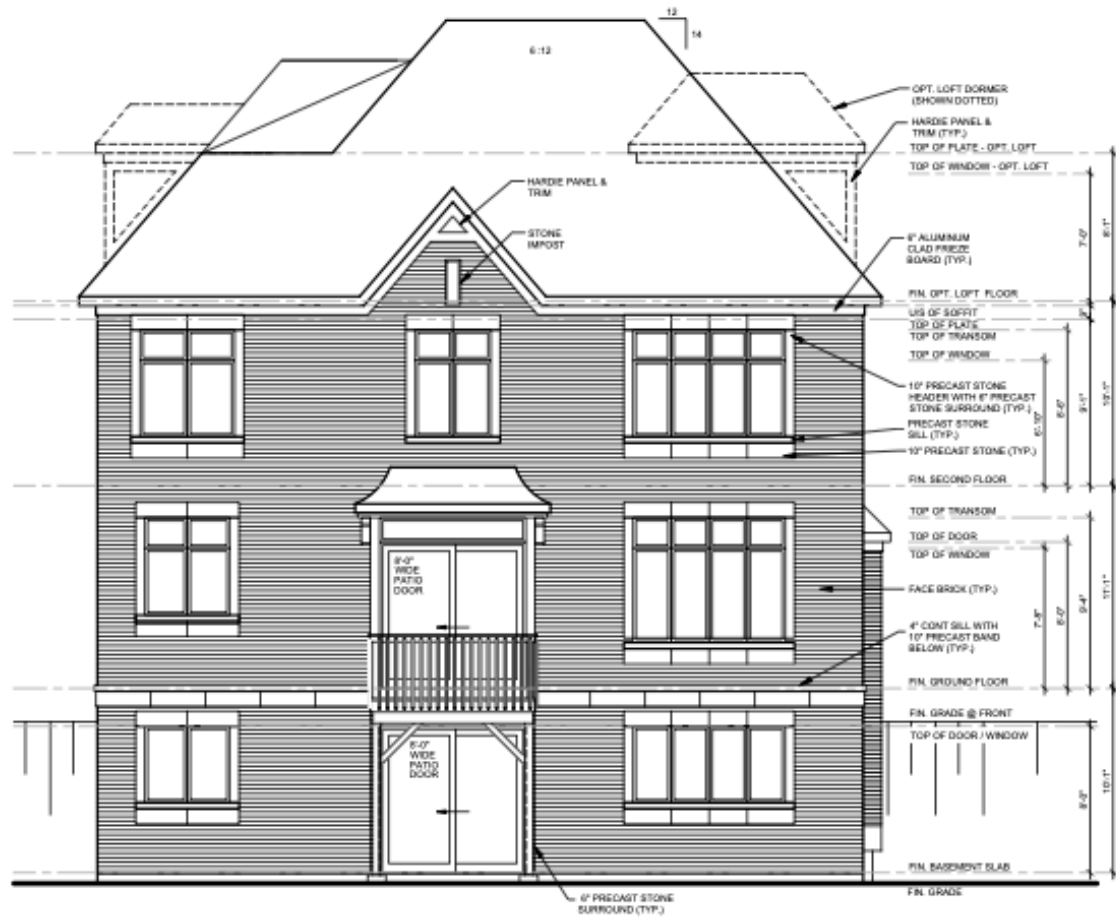 12
14
6 :12
OPT. LOFT DORMER
(SHOWN DOTTED)
HARDIE PANEL &
TRIM (TYP.)
TOP OF PLATE - OPT. LOFT
TOP OF WINDOW - OPT. LOFT
HARDIE PANEL &
TRIM
STONE
IMPOST
7'-0"
8'-1"
6" ALUMINUM
CLAD FRIEZE
BOARD (TYP.)
FIN. OPT. LOFT FLOOR
U/S OF SOFFIT
TOP OF PLATE
TOP OF TRANSOM
TOP OF WINDOW
10" PRECAST STONE
HEADER WITH 6" PRECAST
STONE SURROUND (TYP.)
PRECAST STONE
SILL (TYP.)
10" PRECAST STONE (TYP.)
6'-10"
8'-6"
9'-1"
10'-1"
FIN. SECOND FLOOR
TOP OF TRANSOM
TOP OF DOOR
TOP OF WINDOW
8'-0"
WIDE
PATIO
DOOR
FACE BRICK (TYP.)
4" CONT SILL WITH
10" PRECAST BAND
BELOW (TYP.)
7'-8"
8'-0"
9'-4"
11'-1"
FIN. GROUND FLOOR
FIN. GRADE @ FRONT
TOP OF DOOR / WINDOW
WIDE
PATIO
DOOR
10'-1"
FIN. BASEMENT SLAB
FIN. GRADE
6" PRECAST STONE
SURROUND (TYP.)